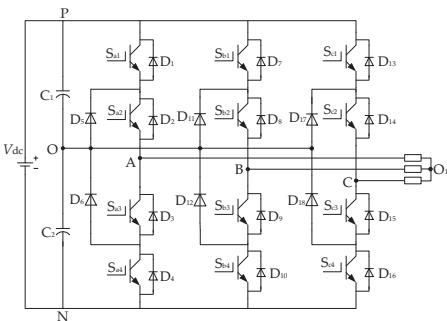 P
Sa1 D1 Sb1 D7 Sc1 D13
C1
D5 Sa2 D2 D11 Sb2 D8 D17 Sc2 D14
O
Vdc + -
A
B
C
O1
D6 Sa3 D3 D12 Sb3 D9 D18 Sc3 D15
C2
Sa4 D4 Sb4 D10 Sc4 D16
N